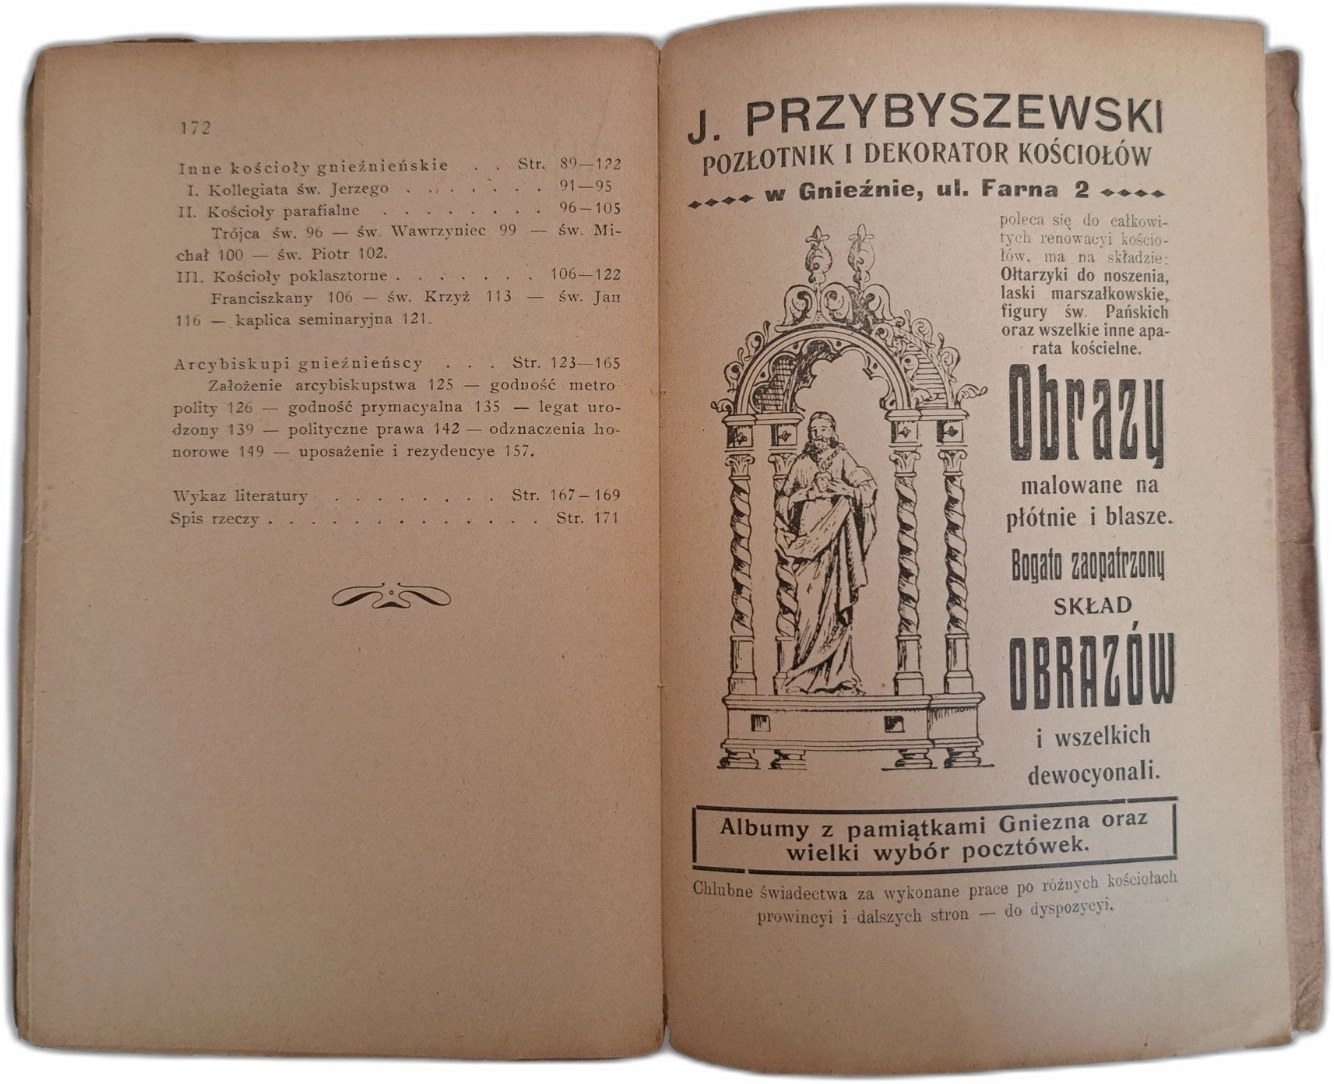 172
Inne kościoły gnieźnieńskie . . Str. 89—122
I. Kollegiata św. Jerzego . . . . . . . 91—95
II. Kościoły parafialne . . . . . . . . 96—105
Trójca św. 96 — św. Wawrzyniec 99 — św. Mi-
chał 100 — św. Piotr 102.
III. Kościoły poklasztorne . . . . . . . 106—122
Franciszkany 106 — św. Krzyż 113 — św. Jan
116 — kaplica seminaryjna 121.
Arcybiskupi gnieźnieńscy . . . Str. 123—165
Założenie arcybiskupstwa 125 — godność metro-
polity 126 — godność prymacyalna 135 — legat uro-
dzony 139 — polityczne prawa 142 — odznaczenia ho-
norowe 149 — uposażenie i rezydencye 157.
Wykaz literatury . . . . . . . . Str. 167—169
Spis rzeczy . . . . . . . . . . . . . Str. 171
J. PRZYBYSZEWSKI
POZŁOTNIK I DEKORATOR KOŚCIOŁÓW
w Gnieźnie, ul. Farna 2
poleca się do całkowi-
tych renowacyi kościo-
łów, ma na składzie:
Ołtarzyki do noszenia,
laski marszałkowskie,
figury św. Pańskich
oraz wszelkie inne apa-
rata kościelne.
Obrazy
malowane na
płótnie i blasze.
Bogato zaopatrzony
SKŁAD
OBRAZÓW
i wszelkich
dewocyonali.
Albumy z pamiątkami Gniezna oraz
wielki wybór pocztówek.
Chlubne świadectwa za wykonane prace po różnych kościołach
prowincyi i dalszych stron — do dyspozycyi.